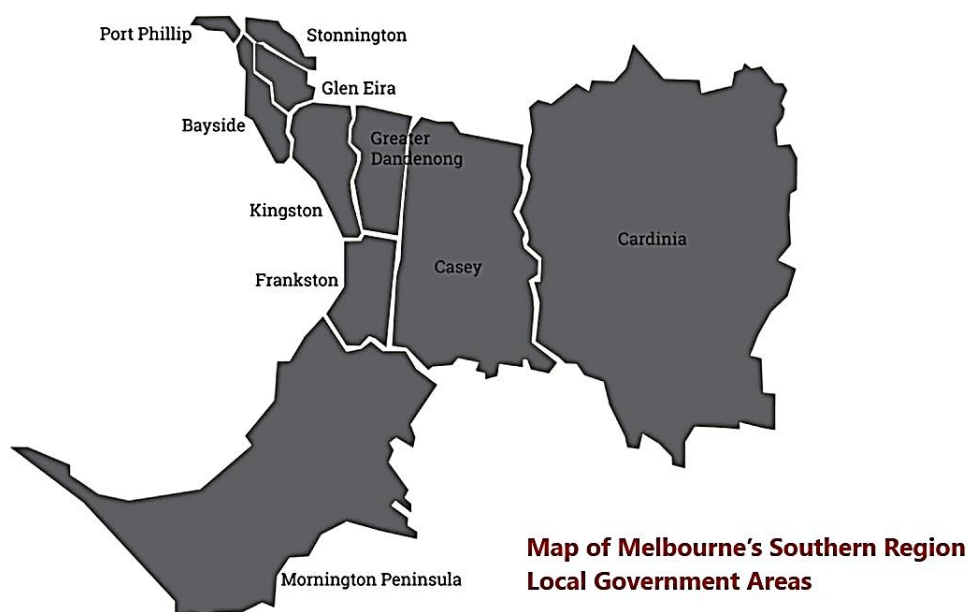 Port Phillip
Stonnington
Glen Eira
Bayside
Greater
Dandenong
Kingston
Cardinia
Casey
Frankston
Map of Melbourne's Southern Region
Local Government Areas
Mornington Peninsula